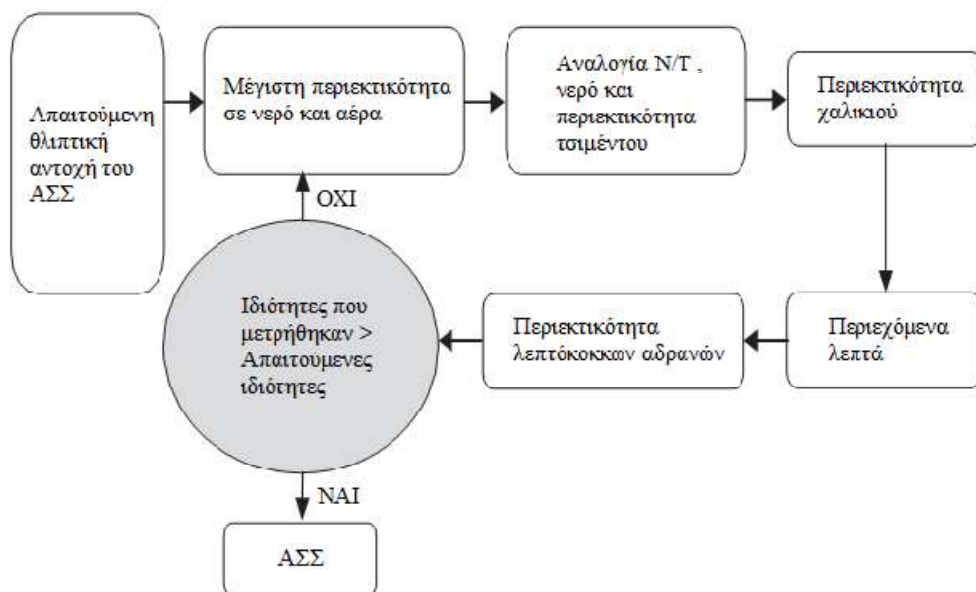 Απαιτούμενη
θλιπτική
αντοχή του
ΑΣΣ
Μέγιστη περιεκτικότητα
σε νερό και αέρα
Αναλογία Ν/Τ ,
νερό και
περιεκτικότητα
τσιμέντου
Περιεκτικότητα
χαλικιού
ΟΧΙ
Ιδιότητες που
μετρήθηκαν >
Απαιτούμενες
ιδιότητες
Περιεκτικότητα
λεπτόκοκκων αδρανών
Περιεχόμενα
λεπτά
ΝΑΙ
ΑΣΣ